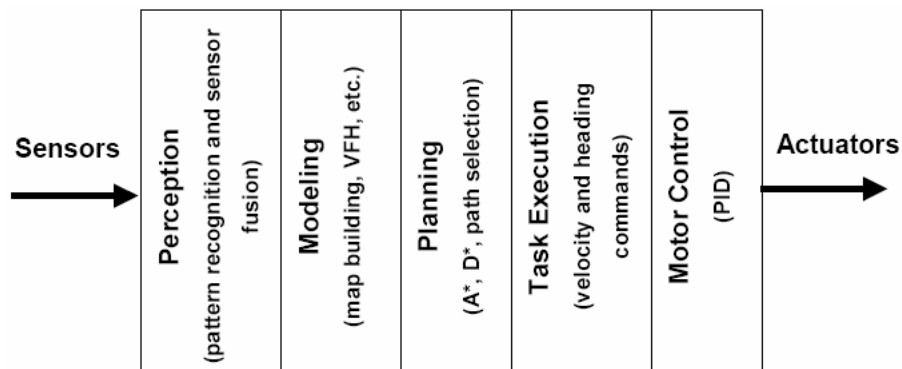 Sensors
Perception
(pattern recognition and sensor
fusion)
Modeling
(map building, VFH, etc.)
Planning
(A*, D*, path selection)
Task Execution
(velocity and heading
commands)
Motor Control
(PID)
Actuators